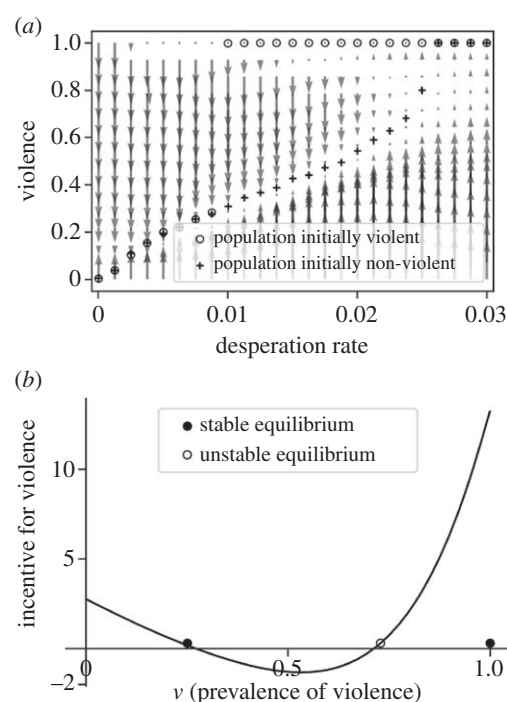 (a)
1.0
0.8
violence
0.6
0.4
0.2
0
population initially violent
population initially non-violent
0 0.01 0.02 0.03
desperation rate
(b)
stable equilibrium
unstable equilibrium
10
incentive for violence
5
0 0.5 1.0
–2
v (prevalence of violence)